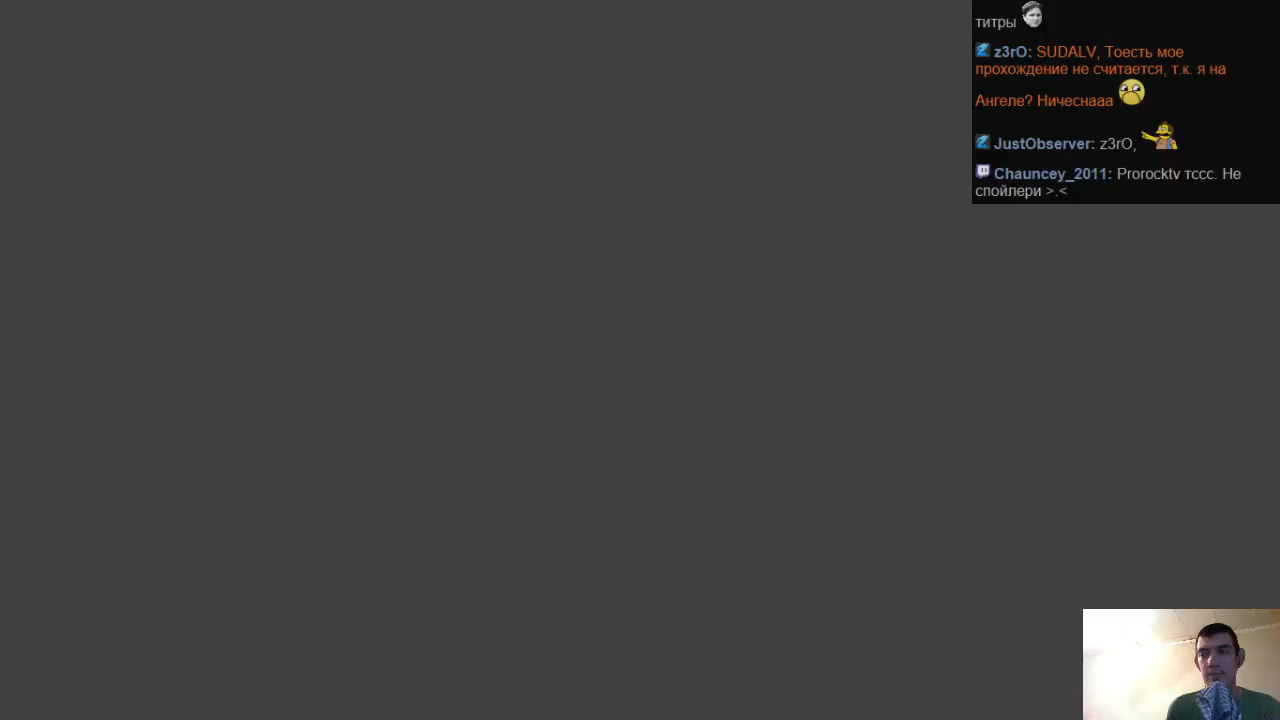 титры
z3rO: SUDALV, Тоесть мое
прохождение не считается, т.к. я на
Ангеле? Ничеснааа
JustObserver: z3rO,
Chauncey_2011: Prorocktv тссс. Не
спойлери >.<